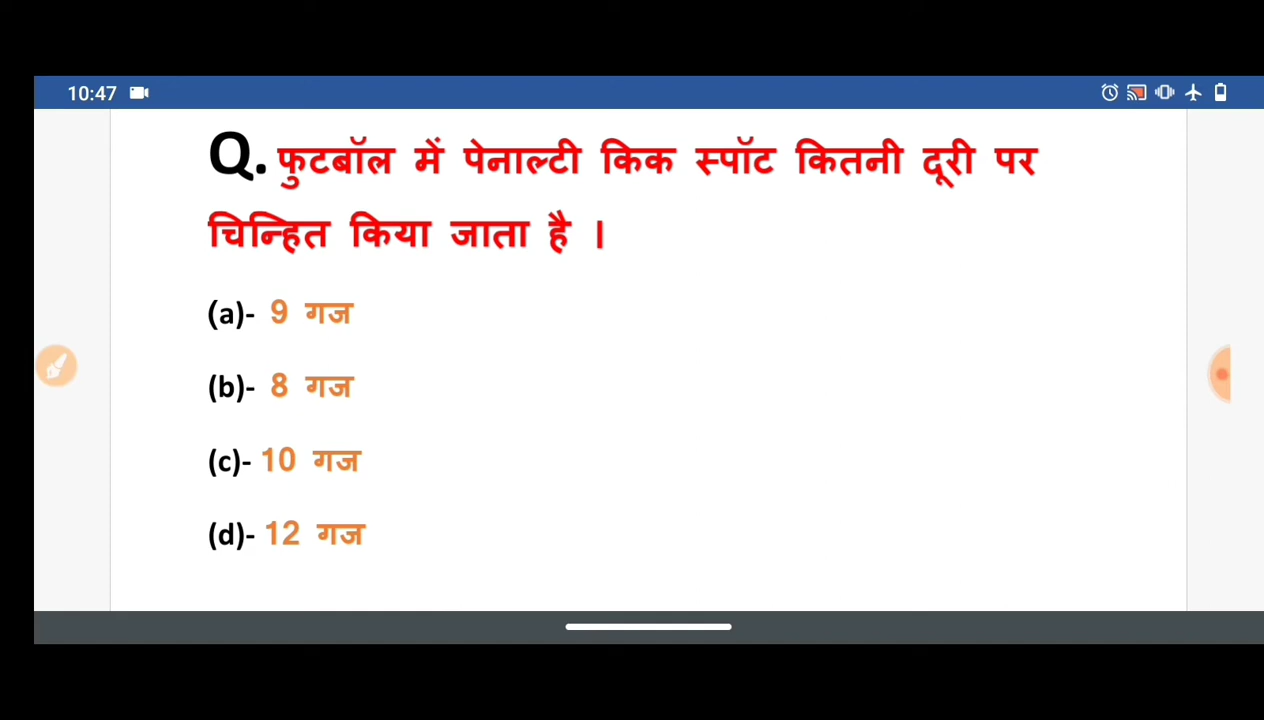 10:47
Q. फुटबॉल में पेनाल्टी किक स्पॉट कितनी दूरी पर
चिन्हित किया जाता है ।
(a)- 9 गज
(b)- 8 गज
(c)- 10 गज
(d)- 12 गज